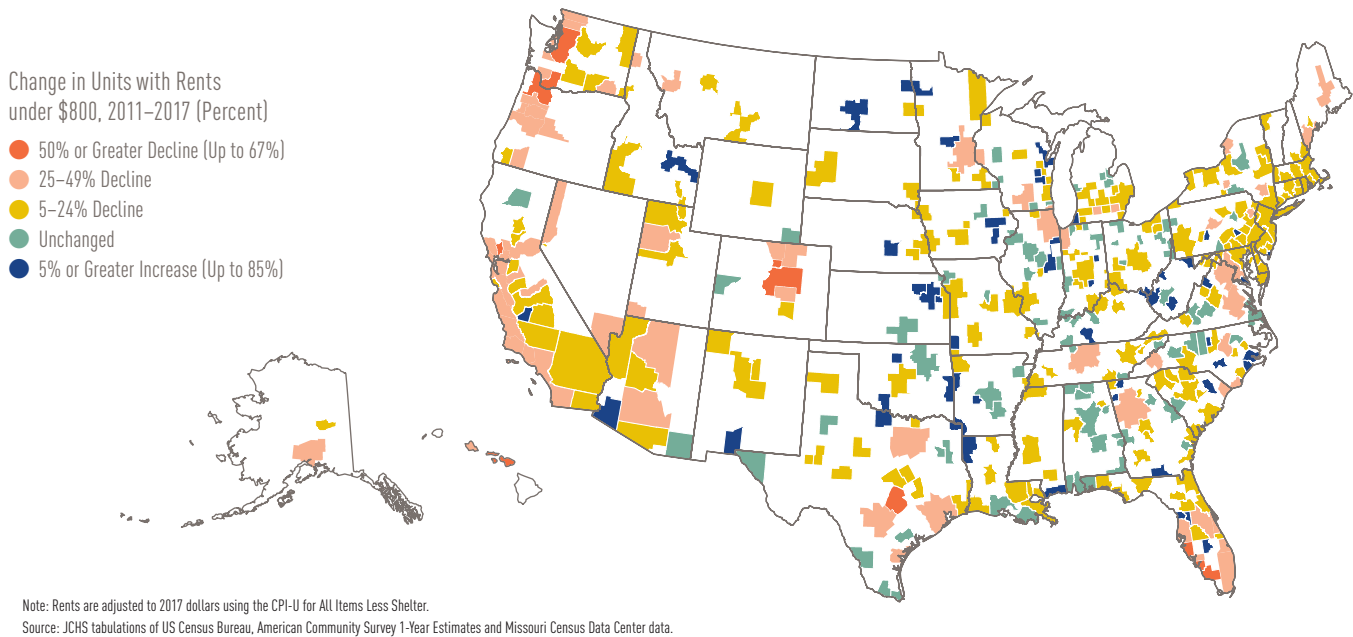 Change in Units with Rents
under $800, 2011–2017 (Percent)
50% or Greater Decline (Up to 67%)
25–49% Decline
5–24% Decline
Unchanged
5% or Greater Increase (Up to 85%)
Note: Rents are adjusted to 2017 dollars using the CPI-U for All Items Less Shelter.
Source: JCHS tabulations of US Census Bureau, American Community Survey 1-Year Estimates and Missouri Census Data Center data.